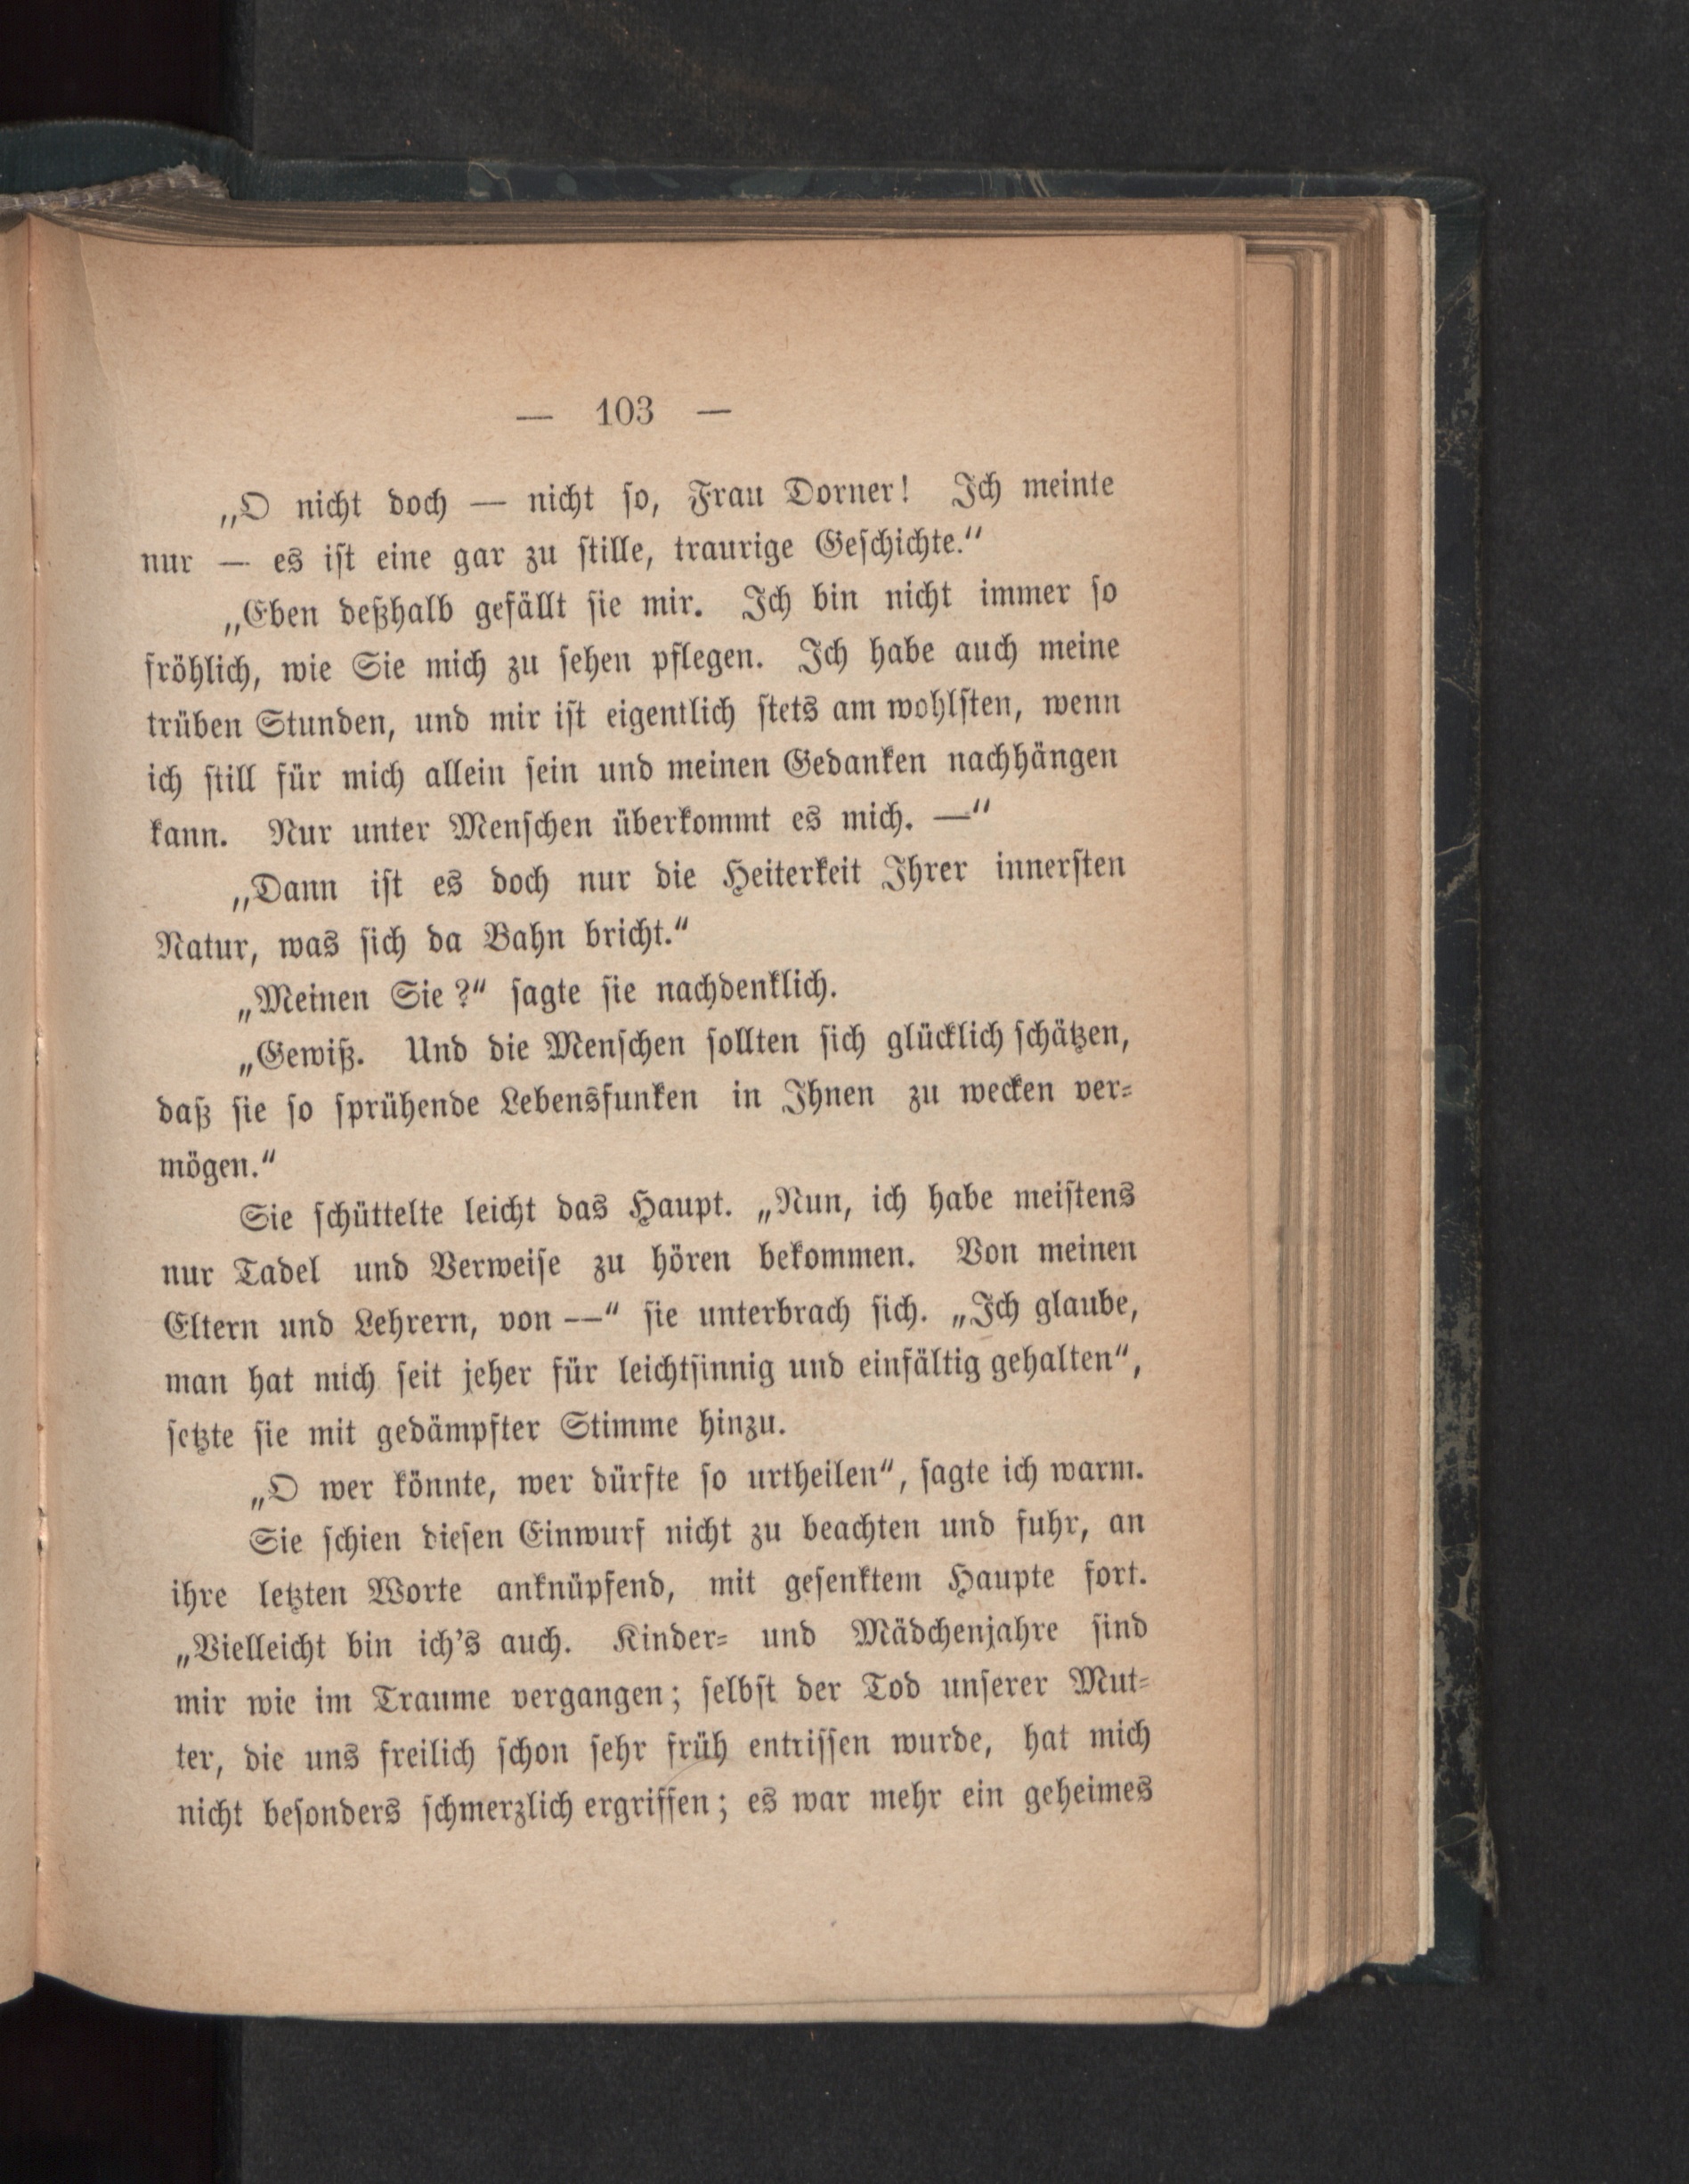 — 103 —
„O nicht doch — nicht so, Frau Dorner! Ich meinte
nur — es ist eine gar zu stille, traurige Geschichte.“
„Eben deßhalb gefällt sie mir. Ich bin nicht immer so
fröhlich, wie Sie mich zu sehen pflegen. Ich habe auch meine
trüben Stunden, und mir ist eigentlich stets am wohlsten, wenn
ich still für mich allein sein und meinen Gedanken nachhängen
kann. Nur unter Menschen überkommt es mich. —“
„Dann ist es doch nur die Heiterkeit Ihrer innersten
Natur, was sich da Bahn bricht.“
„Meinen Sie?“ sagte sie nachdenklich.
„Gewiß. Und die Menschen sollten sich glücklich schätzen,
daß sie so sprühende Lebensfunken in Ihnen zu wecken ver-
mögen.“
Sie schüttelte leicht das Haupt. „Nun, ich habe meistens
nur Tadel und Verweise zu hören bekommen. Von meinen
Eltern und Lehrern, von —“ sie unterbrach sich. „Ich glaube,
man hat mich seit jeher für leichtsinnig und einfältig gehalten“,
setzte sie mit gedämpfter Stimme hinzu.
„O wer könnte, wer dürfte so urtheilen“, sagte ich warm.
Sie schien diesen Einwurf nicht zu beachten und fuhr, an
ihre letzten Worte anknüpfend, mit gesenktem Haupte fort.
„Vielleicht bin ich's auch. Kinder- und Mädchenjahre sind
mir wie im Traume vergangen; selbst der Tod unserer Mut-
ter, die uns freilich schon sehr früh entrissen wurde, hat mich
nicht besonders schmerzlich ergriffen; es war mehr ein geheimes